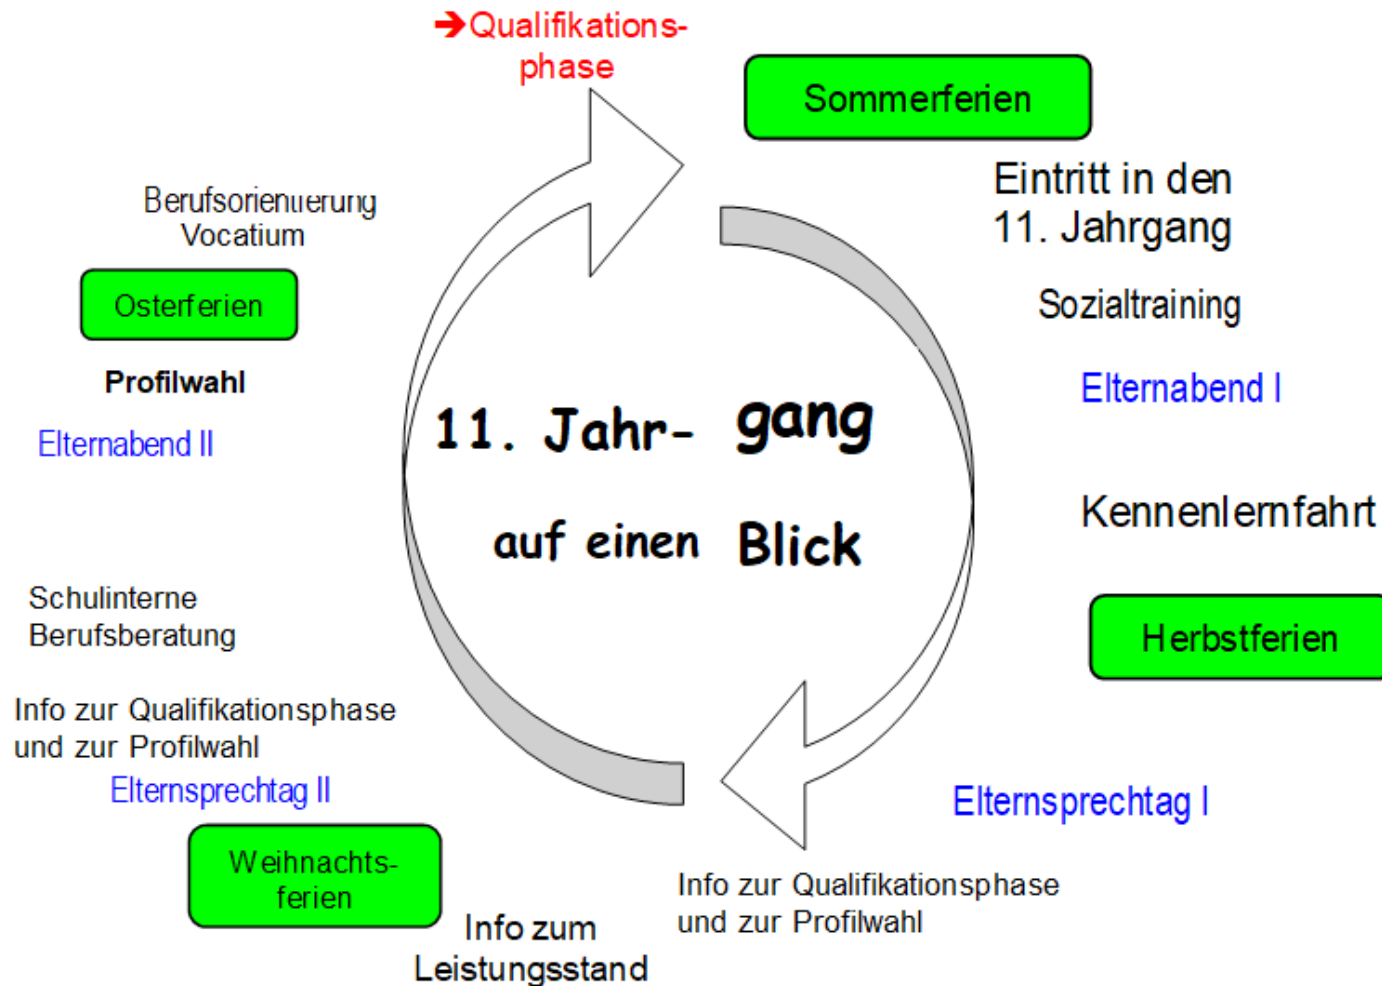 ➔Qualifikations-
phase
Sommerferien
Eintritt in den
11. Jahrgang
Sozialtraining
Elternabend I
Kennenlernfahrt
Herbstferien
Elternsprechtag I
Info zur Qualifikationsphase
und zur Profilwahl
Info zum
Leistungsstand
Weihnachts-
ferien
Elternsprechtag II
Info zur Qualifikationsphase
und zur Profilwahl
Schulinterne
Berufsberatung
Elternabend II
Profilwahl
Osterferien
Berufsorientierung
Vocatium
11. Jahr- gang
auf einen Blick